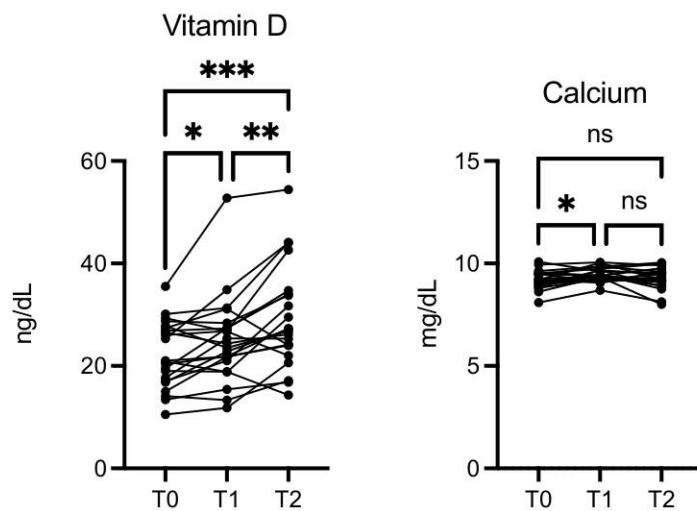 Vitamin D
***
* **
60
40
20
0
ng/dL
T0 T1 T2
Calcium
ns
* ns
15
10
5
0
mg/dL
T0 T1 T2